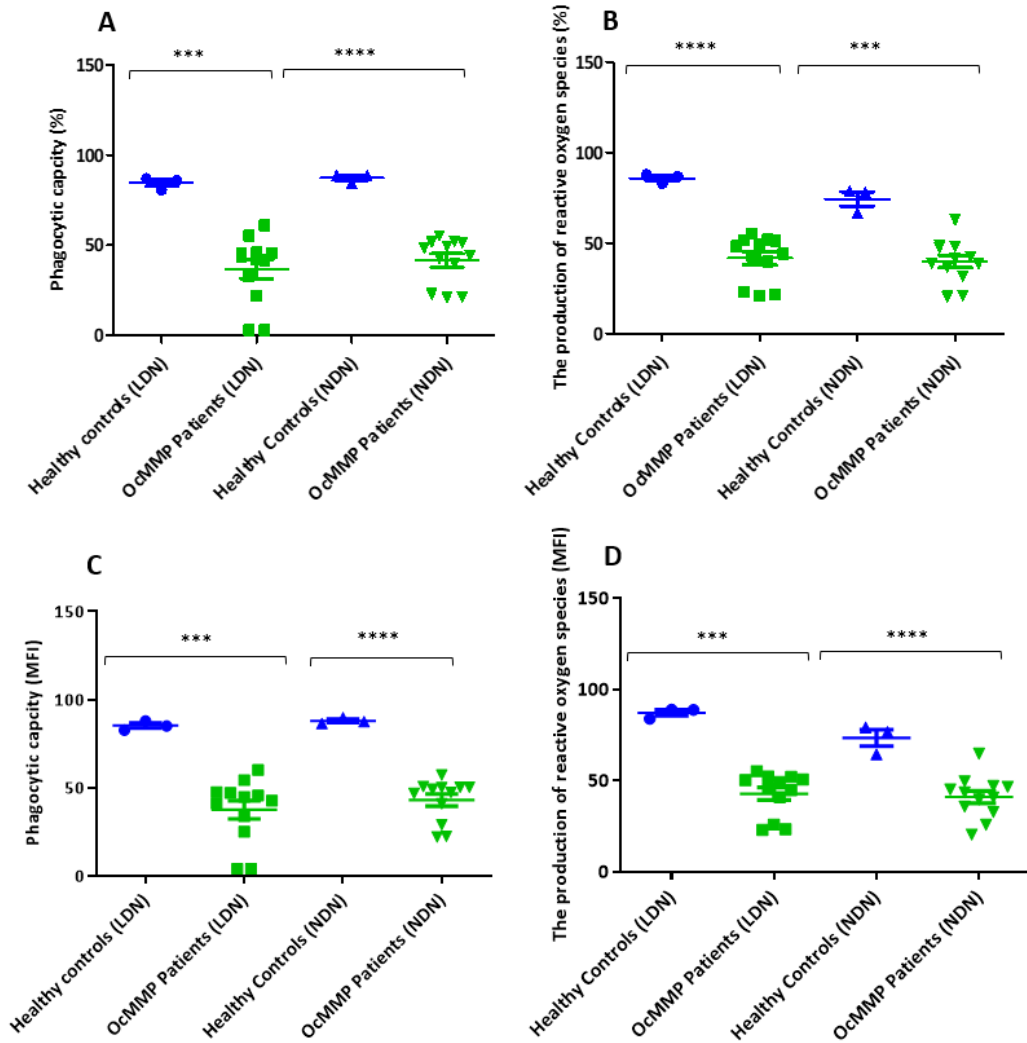 A
Phagocytic capcity (%)
***
****
150
100
50
0
Healthy controls (LDN)
OcMMP Patients (LDN)
Healthy Controls (NDN)
OcMMP Patients (NDN)
B
The production of reactive oxygen species (%)
****
***
150
100
50
0
Healthy Controls (LDN)
OcMMP Patients (LDN)
Healthy Controls (NDN)
OcMMP Patients (NDN)
C
Phagocytic capcity (MFI)
***
****
150
100
50
0
Healthy controls (LDN)
OcMMP Patients (LDN)
Healthy Controls (NDN)
OcMMP Patients (NDN)
D
The production of reactive oxygen species (MFI)
***
****
150
100
50
0
Healthy Controls (LDN)
OcMMP Patients (LDN)
Healthy Controls (NDN)
OcMMP Patients (NDN)